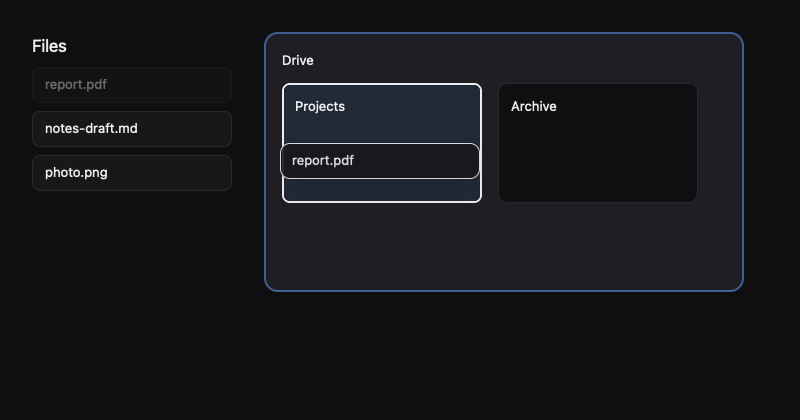 Files
report.pdf
notes-draft.md
photo.png
Drive
Projects
report.pdf
Archive